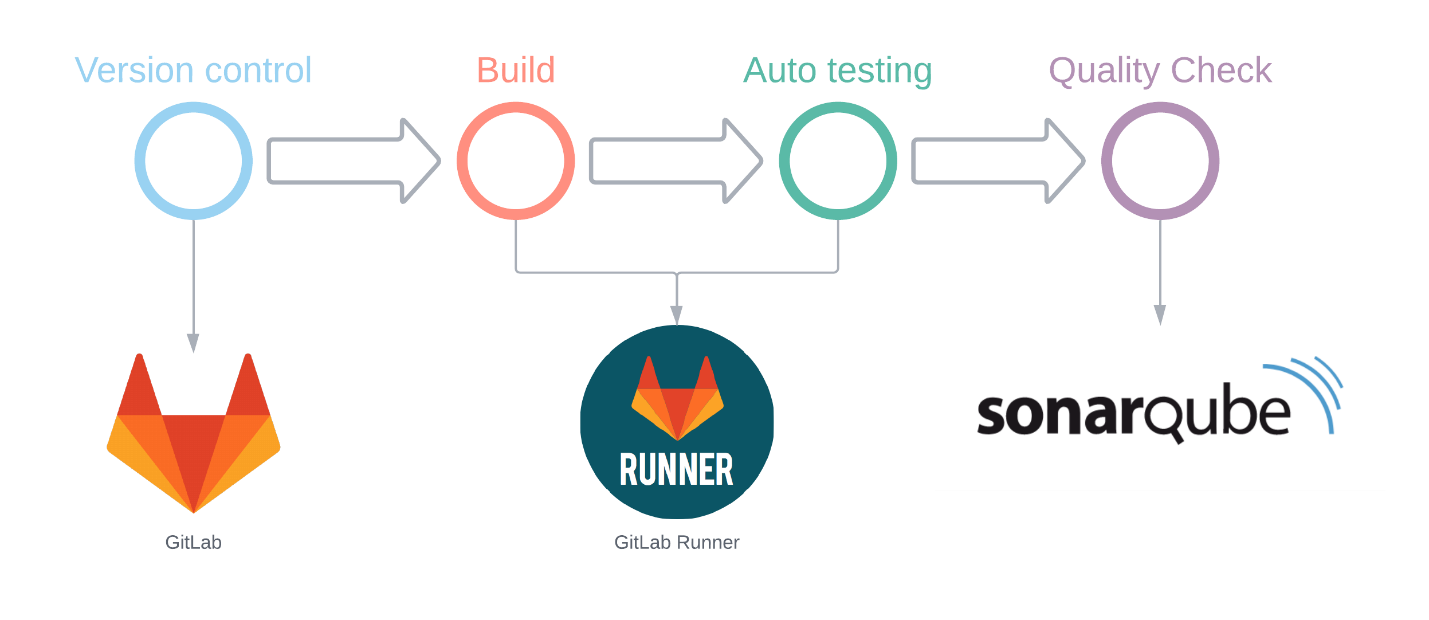 Version control
Build
Auto testing
Quality Check
RUNNER
sonarqube
GitLab
GitLab Runner